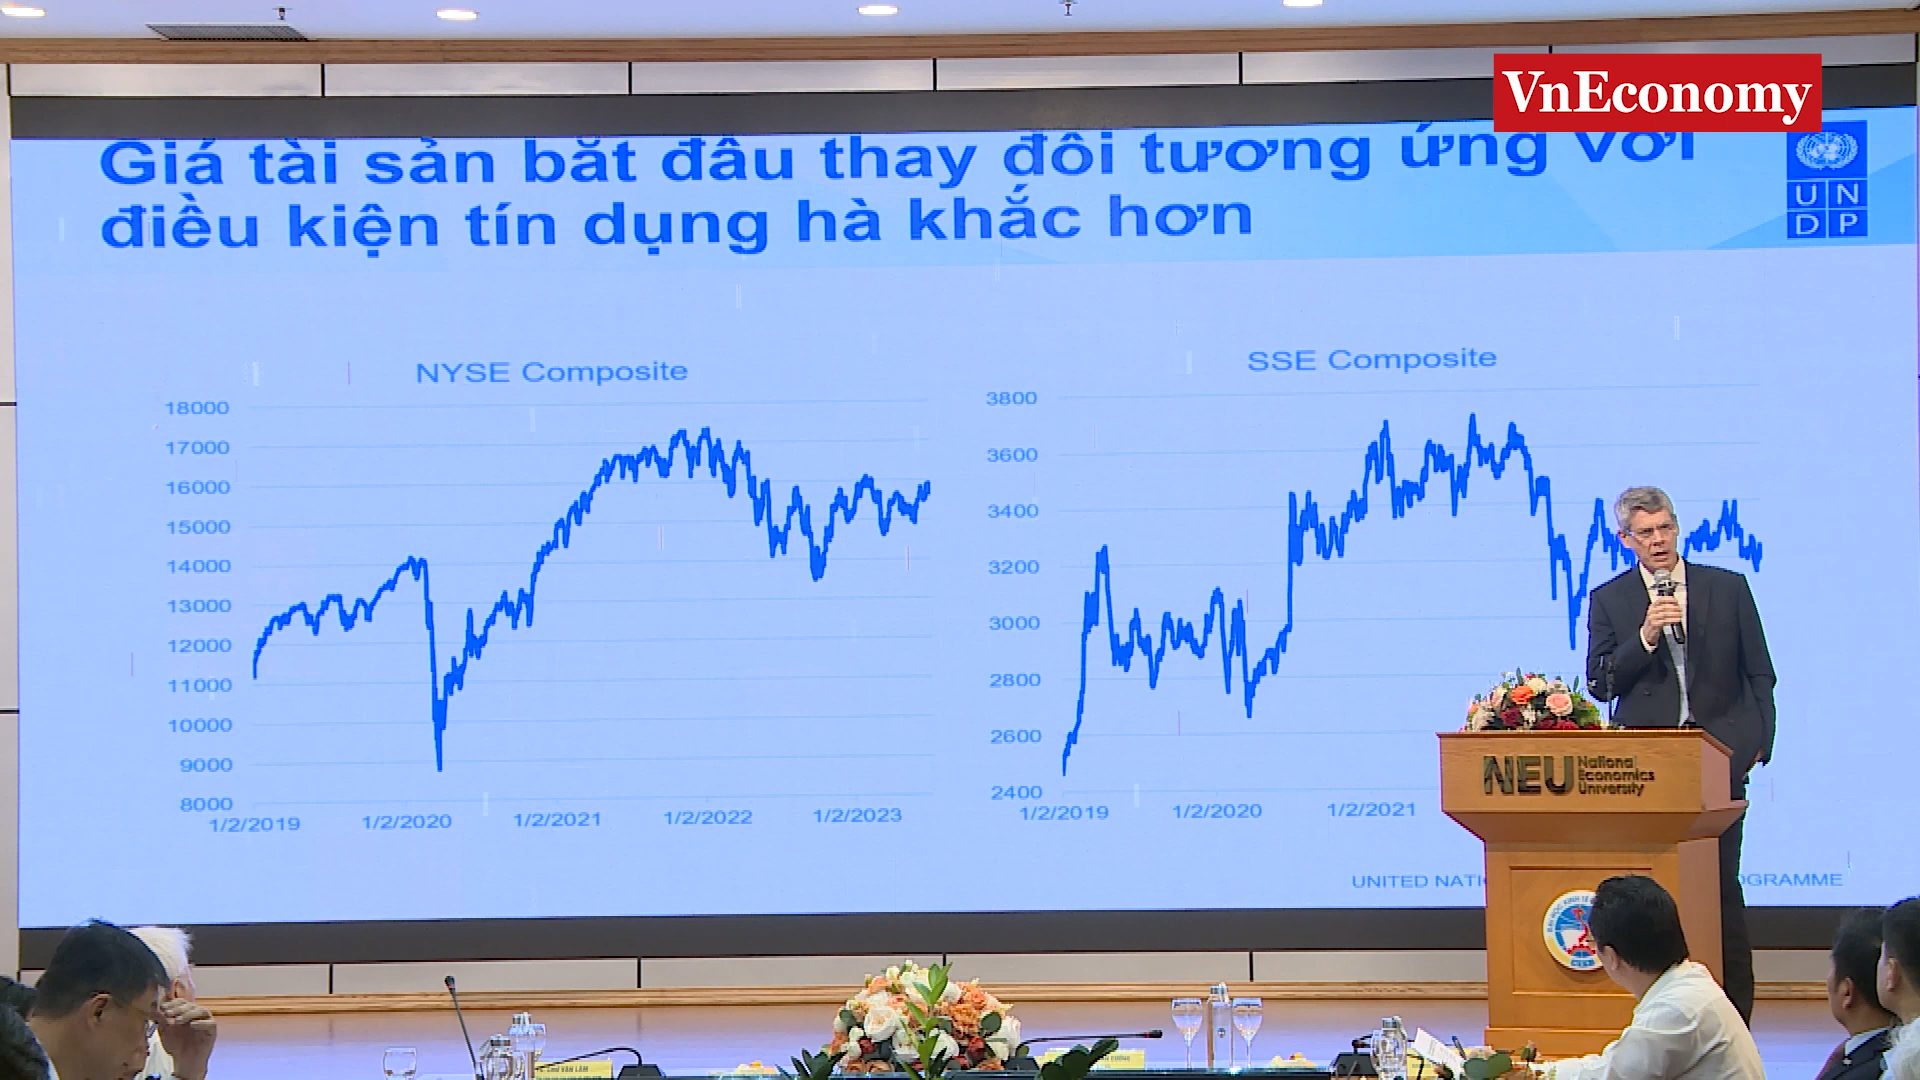 VnEconomy
Giá tài sản bắt đầu thay đổi tương ứng với
điều kiện tín dụng hà khắc hơn
U N
D P
NYSE Composite
18000
17000
16000
15000
14000
13000
12000
11000
10000
9000
8000
1/2/2019 1/2/2020 1/2/2021 1/2/2022 1/2/2023
SSE Composite
3800
3600
3400
3200
3000
2800
2600
2400
1/2/2019 1/2/2020 1/2/2021
UNITED NATI
OGRAMME
NEU National
Economics
University